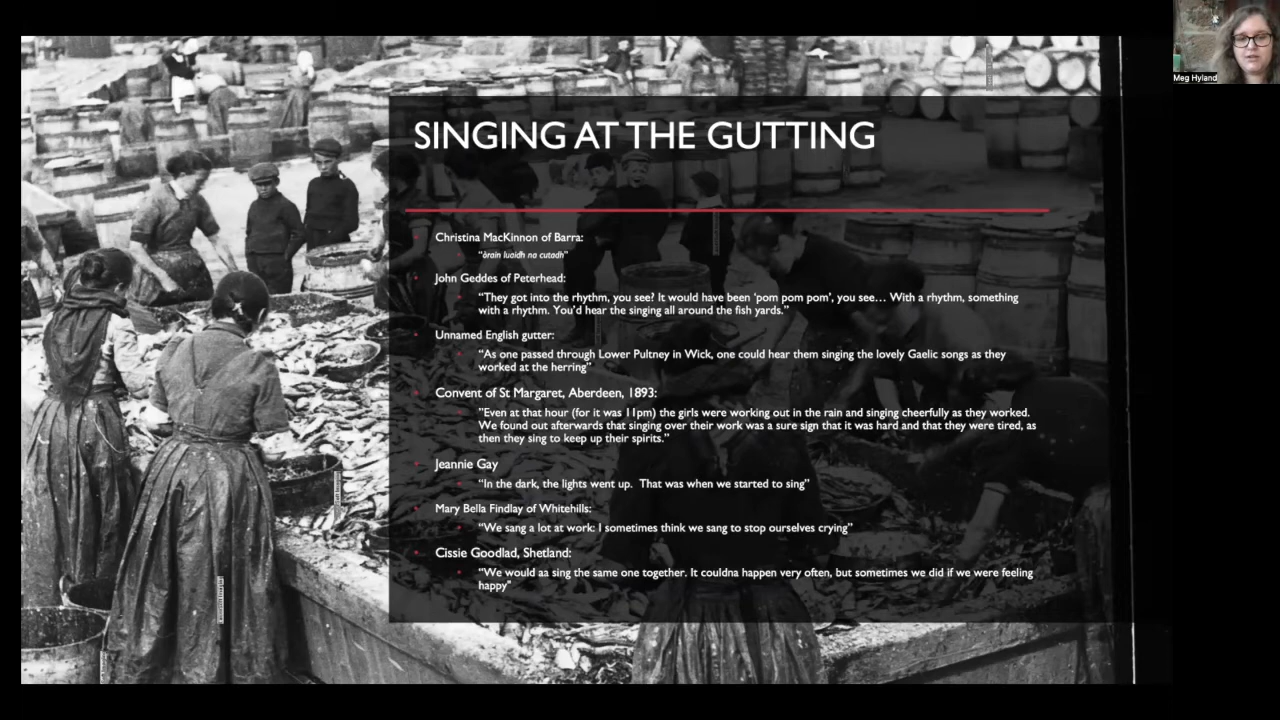 SINGING AT THE GUTTING
Christina MacKinnon of Barra:
“òrain luaidh na cutadh”
John Geddes of Peterhead:
“They got into the rhythm, you see? It would have been ‘pom pom pom’, you see… With a rhythm, something
with a rhythm. You’d hear the singing all around the fish yards.”
Unnamed English gutter:
“As one passed through Lower Pultney in Wick, one could hear them singing the lovely Gaelic songs as they
worked at the herring”
Convent of St Margaret, Aberdeen, 1893:
”Even at that hour (for it was 11pm) the girls were working out in the rain and singing cheerfully as they worked.
We found out afterwards that singing over their work was a sure sign that it was hard and that they were tired, as
then they sing to keep up their spirits.”
Jeannie Gay
“In the dark, the lights went up. That was when we started to sing”
Mary Bella Findlay of Whitehills:
“We sang a lot at work: I sometimes think we sang to stop ourselves crying”
Cissie Goodlad, Shetland:
“We would aa sing the same one together. It couldna happen very often, but sometimes we did if we were feeling
happy”
Meg Hyland